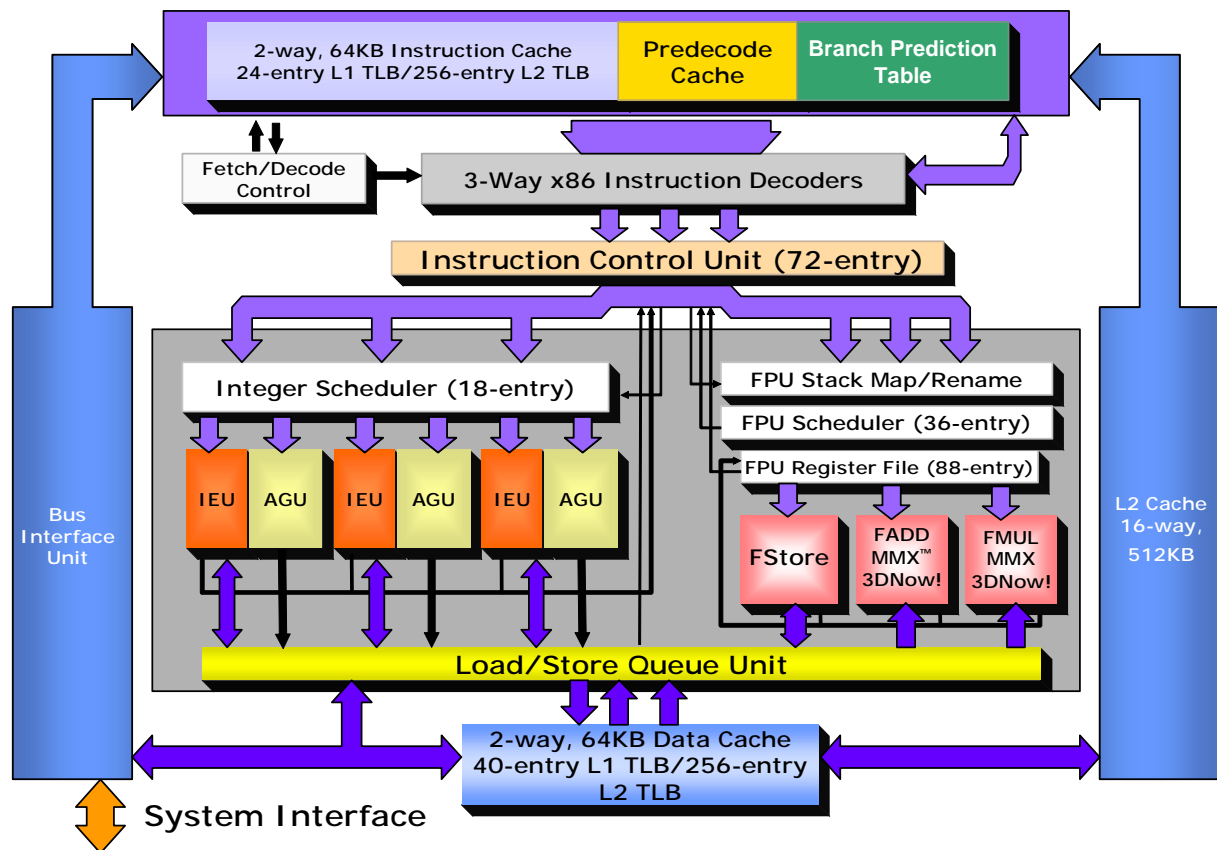 2-way, 64KB Instruction Cache
24-entry L1 TLB/256-entry L2 TLB
Predecode
Cache
Branch Prediction
Table
Fetch/Decode
Control
3-Way x86 Instruction Decoders
Instruction Control Unit (72-entry)
Integer Scheduler (18-entry)
FPU Stack Map/Rename
FPU Scheduler (36-entry)
FPU Register File (88-entry)
IEU
AGU
IEU
AGU
IEU
AGU
FStore
FADD
MMX™
3DNow!
FMUL
MMX
3DNow!
Bus
Interface
Unit
L2 Cache
16-way,
512KB
Load/Store Queue Unit
2-way, 64KB Data Cache
40-entry L1 TLB/256-entry
L2 TLB
System Interface